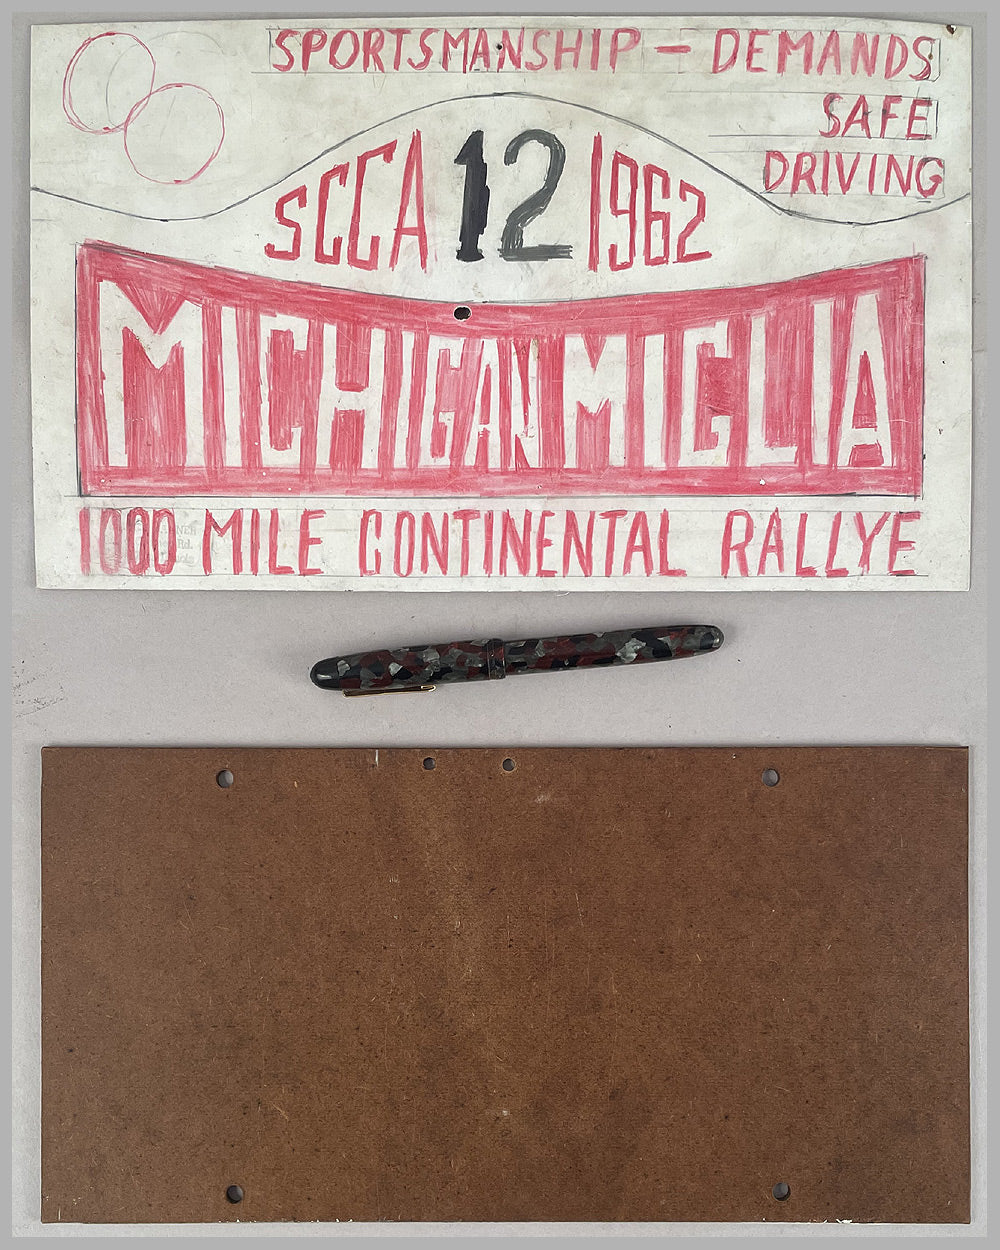 SPORTSMANSHIP — DEMANDS
SAFE
DRIVING
SCCA 12 1962
MICHIGAN MIGLIA
1000 MILE CONTINENTAL RALLYE